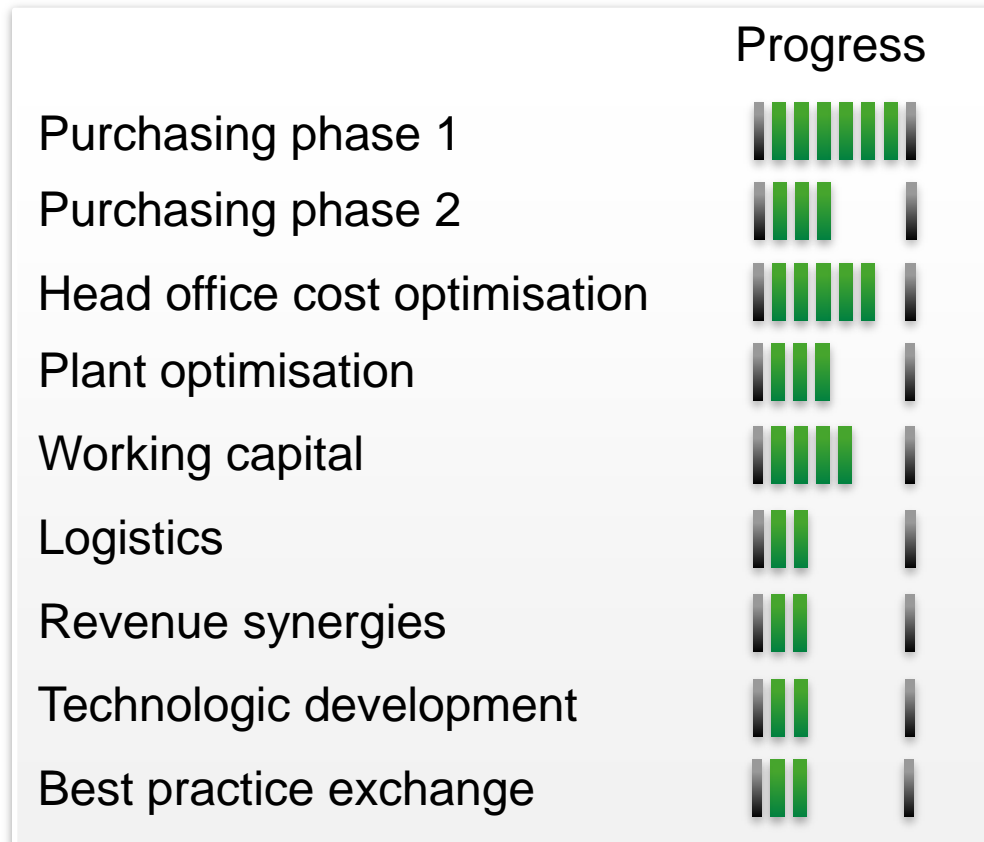 Progress
Purchasing phase 1
Purchasing phase 2
Head office cost optimisation
Plant optimisation
Working capital
Logistics
Revenue synergies
Technologic development
Best practice exchange